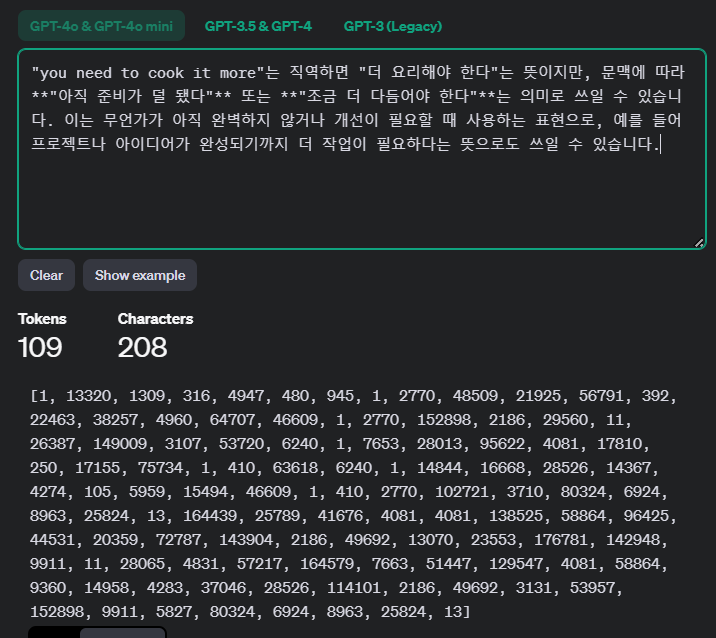 GPT-4o & GPT-4o mini GPT-3.5 & GPT-4 GPT-3 (Legacy)
"you need to cook it more"는 직역하면 "더 요리해야 한다"는 뜻이지만, 문맥에 따라
**"아직 준비가 덜 됐다"** 또는 **"조금 더 다듬어야 한다"**는 의미로 쓰일 수 있습니
다. 이는 무언가가 아직 완벽하지 않거나 개선이 필요할 때 사용하는 표현으로, 예를 들어
프로젝트나 아이디어가 완성되기까지 더 작업이 필요하다는 뜻으로도 쓰일 수 있습니다.
Clear Show example
Tokens Characters
109 208
[1, 13320, 1309, 316, 4947, 480, 945, 1, 2770, 48509, 21925, 56791, 392,
22463, 38257, 4960, 64707, 46609, 1, 2770, 152898, 2186, 29560, 11,
26387, 149009, 3107, 53720, 6240, 1, 7653, 28013, 95622, 4081, 17810,
250, 17155, 75734, 1, 410, 63618, 6240, 1, 14844, 16668, 28526, 14367,
4274, 105, 5959, 15494, 46609, 1, 410, 2770, 102721, 3710, 80324, 6924,
8963, 25824, 13, 164439, 25789, 41676, 4081, 4081, 138525, 58864, 96425,
44531, 20359, 72787, 143904, 2186, 49692, 13070, 23553, 176781, 142948,
9911, 11, 28065, 4831, 57217, 164579, 7663, 51447, 129547, 4081, 58864,
9360, 14958, 4283, 37046, 28526, 114101, 2186, 49692, 3131, 53957,
152898, 9911, 5827, 80324, 6924, 8963, 25824, 13]